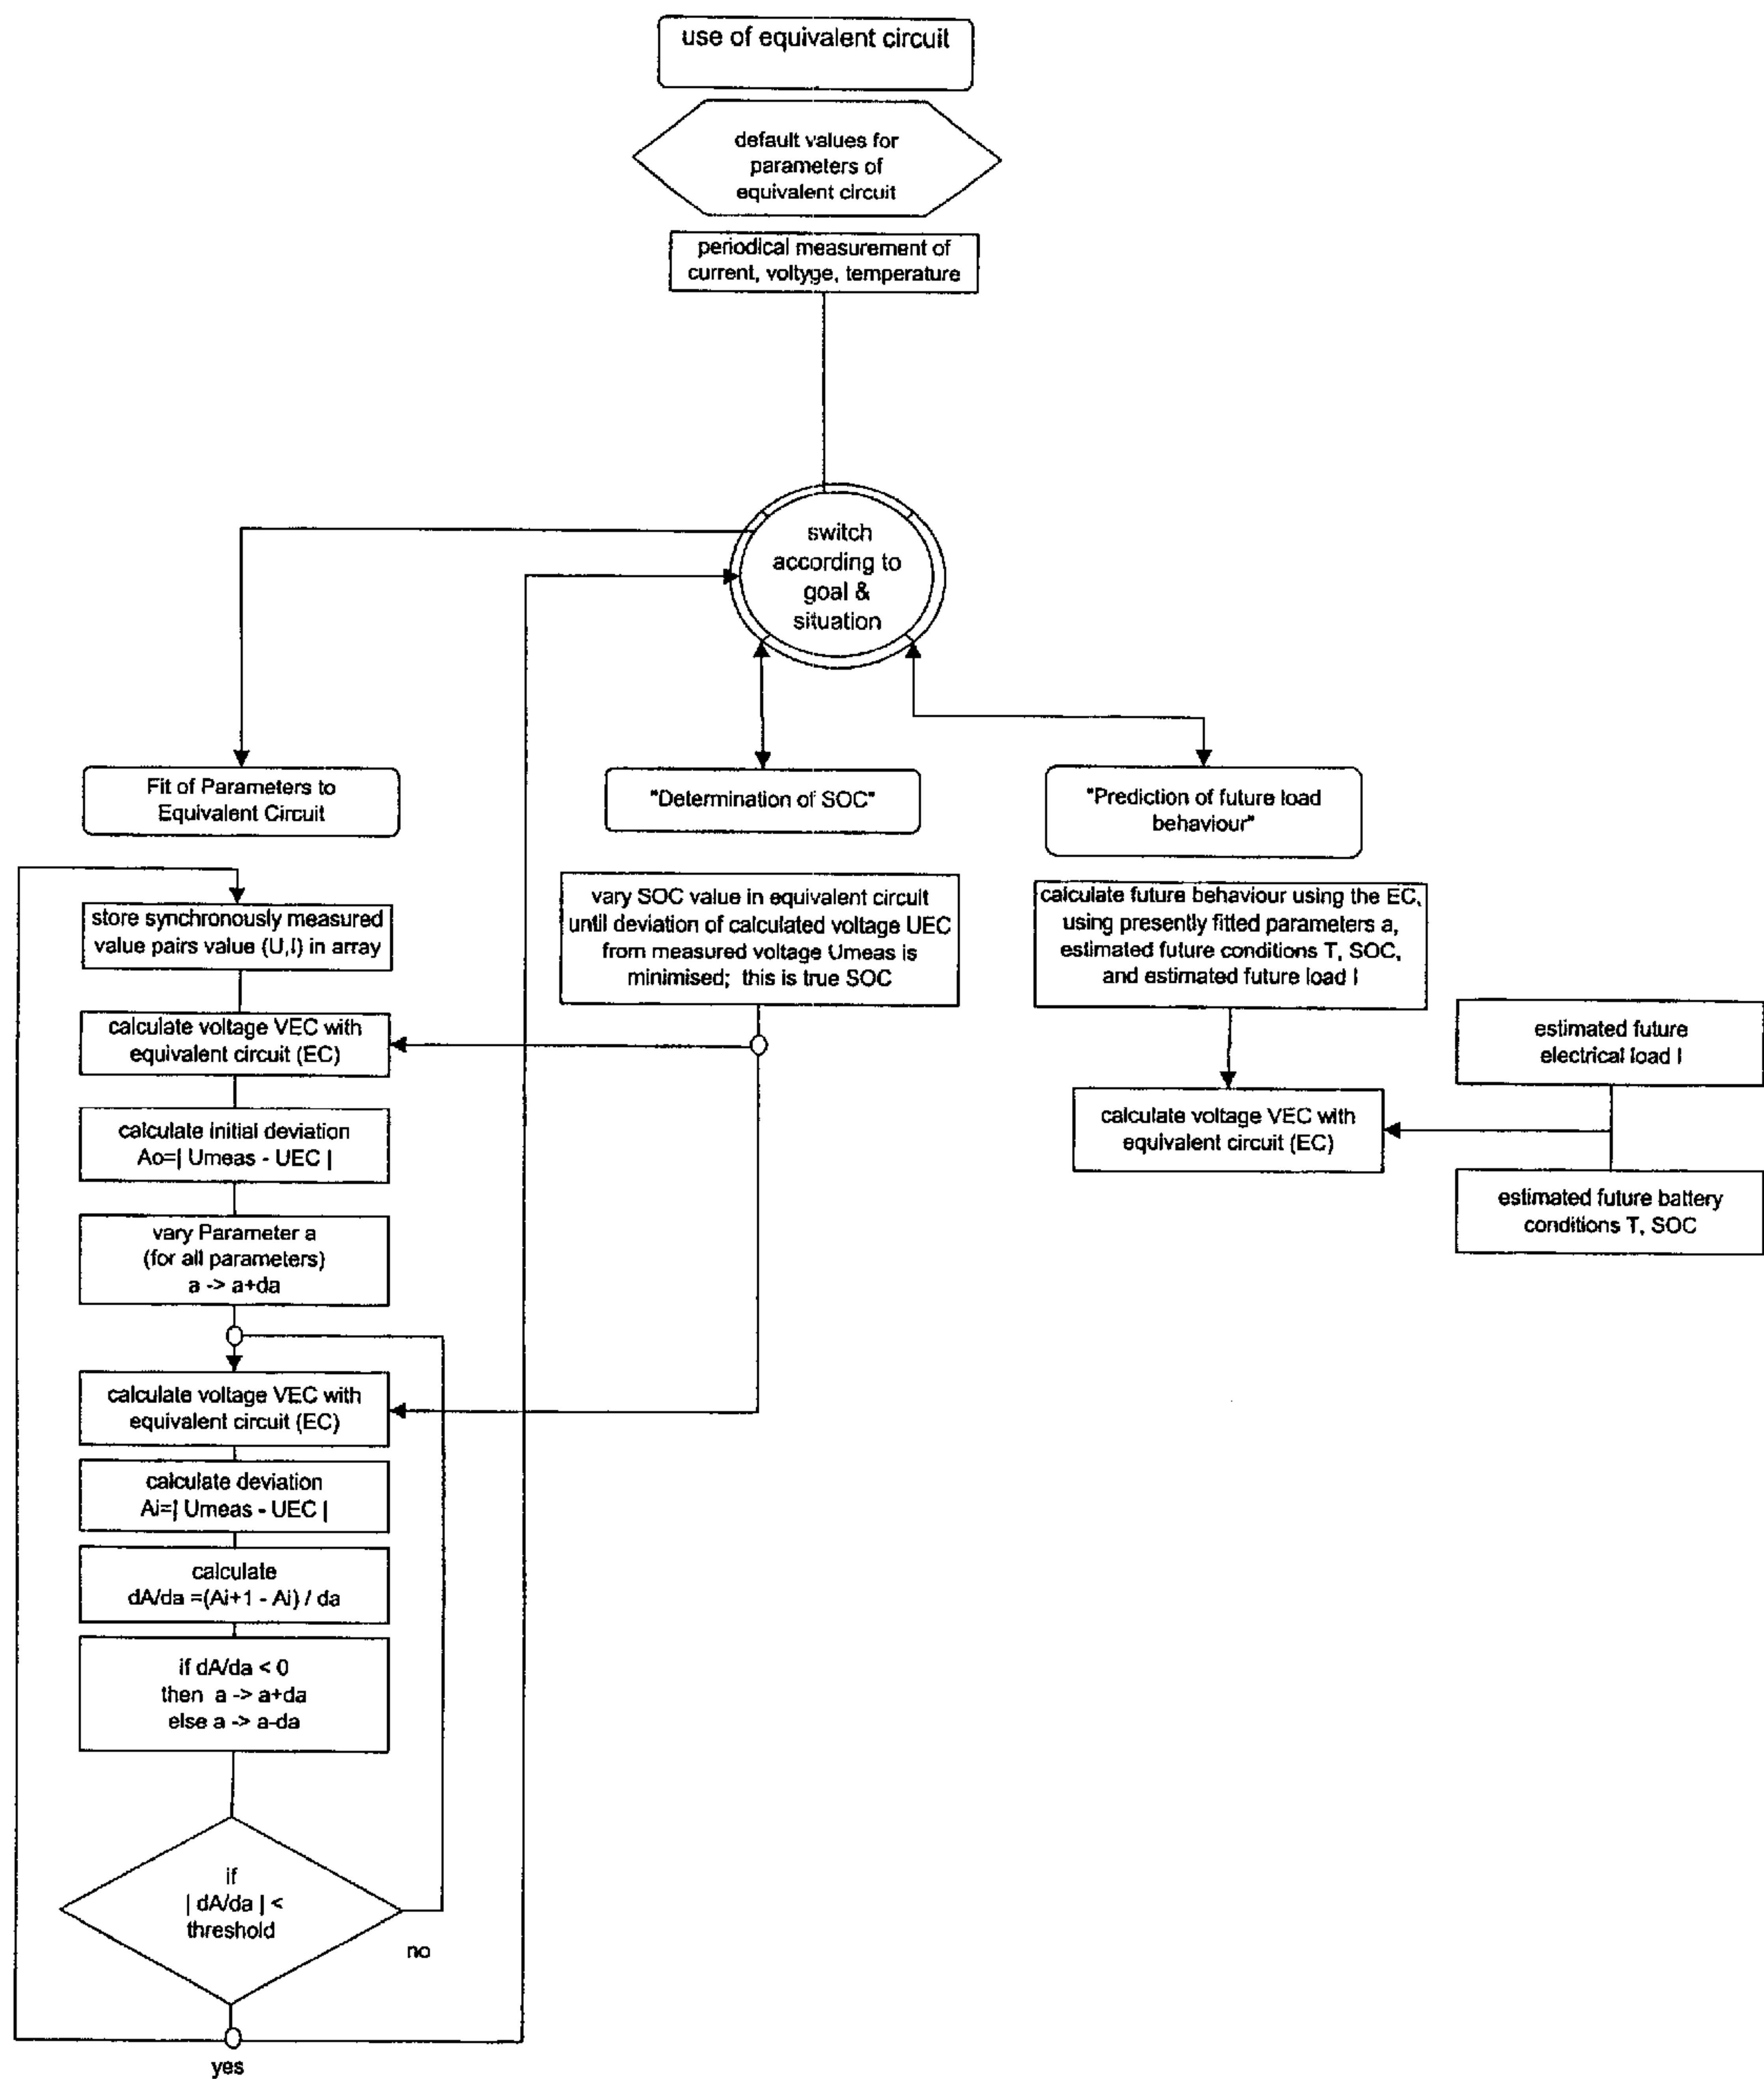 use of equivalent circuit
default values for
parameters of
equivalent circuit
periodical measurement of
current, voltyge, temperature
switch
according to
goal &
situation
Fit of Parameters to
Equivalent Circuit
store synchronously measured
value pairs value (U,I) in array
calculate voltage VEC with
equivalent circuit (EC)
calculate initial deviation
Ao=| Umeas - UEC |
vary Parameter a
(for all parameters)
a -> a+da
calculate voltage VEC with
equivalent circuit (EC)
calculate deviation
Ai=| Umeas - UEC |
calculate
dA/da =(Ai+1 - Ai) / da
if dA/da < 0
then a -> a+da
else a -> a-da
if
| dA/da | <
threshold
no
yes
"Determination of SOC"
vary SOC value in equivalent circuit
until deviation of calculated voltage UEC
from measured voltage Umeas is
minimised; this is true SOC
"Prediction of future load
behaviour"
calculate future behaviour using the EC,
using presently fitted parameters a,
estimated future conditions T, SOC,
and estimated future load I
calculate voltage VEC with
equivalent circuit (EC)
estimated future
electrical load I
estimated future battery
conditions T, SOC